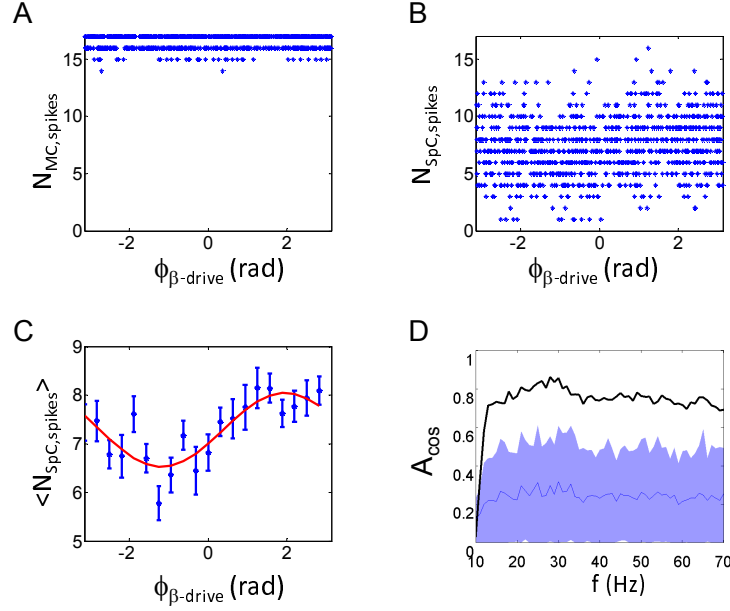 A
B
15
10
5
0
-2
0
2
N_MC,spikes
ϕ_β-drive (rad)
15
10
5
0
-2
0
2
N_SpC,spikes
ϕ_β-drive (rad)
C
D
9
8
7
6
5
-2
0
2
<N_SpC,spikes>
ϕ_β-drive (rad)
1
0.8
0.6
0.4
0.2
0
10
20
30
40
50
60
70
A_cos
f (Hz)